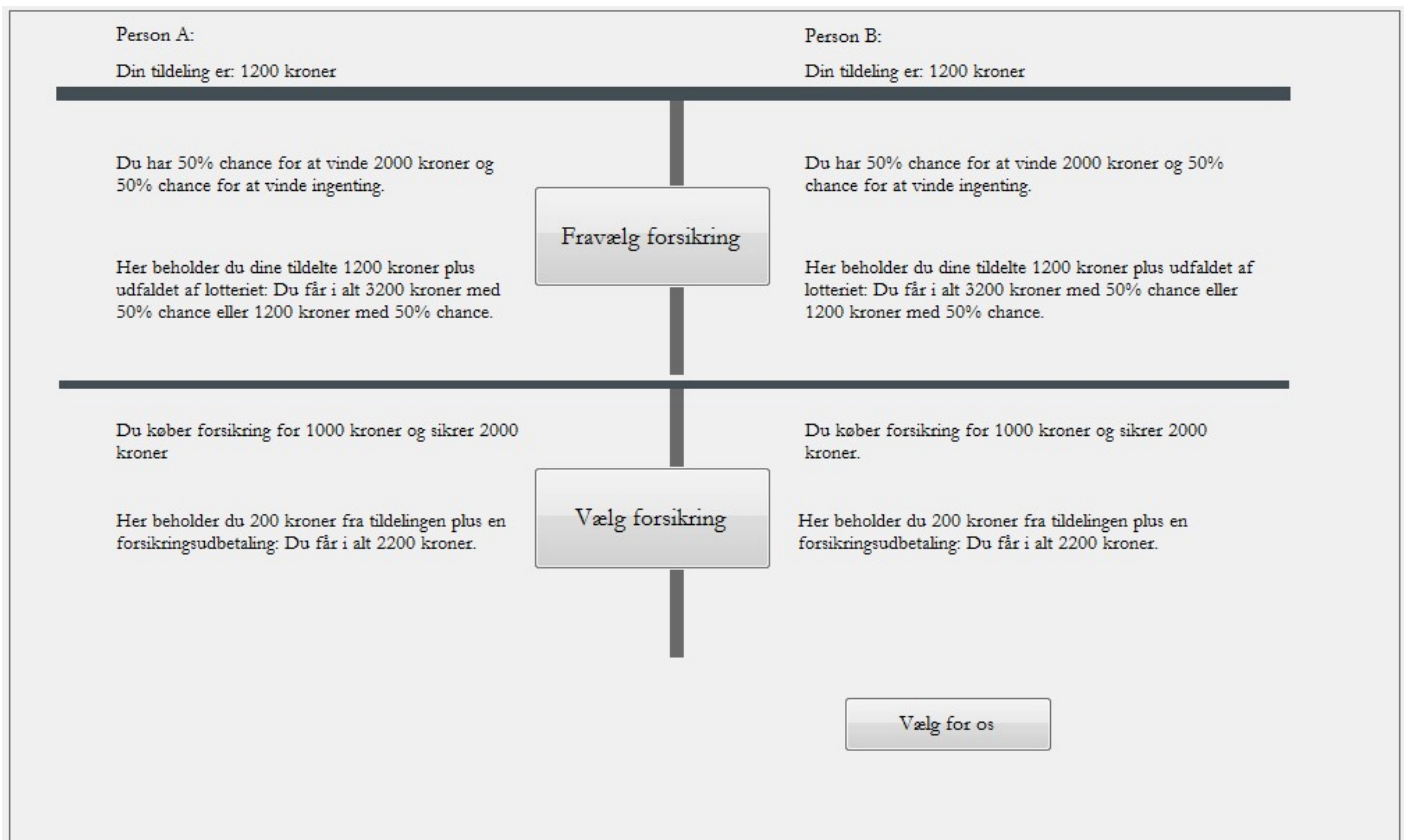 Person A:
Din tildeling er: 1200 kroner
Person B:
Din tildeling er: 1200 kroner
Du har 50% chance for at vinde 2000 kroner og
50% chance for at vinde ingenting.
Her beholder du dine tildelte 1200 kroner plus
udfaldet af lotteriet: Du får i alt 3200 kroner med
50% chance eller 1200 kroner med 50% chance.
Fravælg forsikring
Du har 50% chance for at vinde 2000 kroner og 50%
chance for at vinde ingenting.
Her beholder du dine tildelte 1200 kroner plus udfaldet af
lotteriet: Du får i alt 3200 kroner med 50% chance eller
1200 kroner med 50% chance.
Du køber forsikring for 1000 kroner og sikrer 2000
kroner
Her beholder du 200 kroner fra tildelingen plus en
forsikringsudbetaling: Du får i alt 2200 kroner.
Vælg forsikring
Du køber forsikring for 1000 kroner og sikrer 2000
kroner.
Her beholder du 200 kroner fra tildelingen plus en
forsikringsudbetaling: Du får i alt 2200 kroner.
Vælg for os